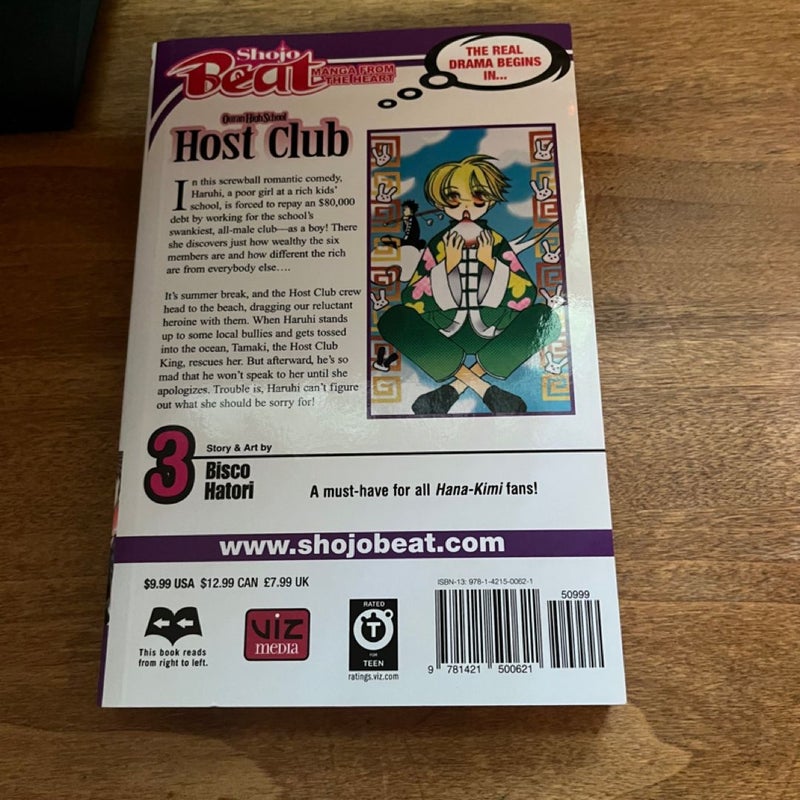 Shojo
Beat
MANGA FROM
THE HEART
THE REAL
DRAMA BEGINS
IN...
Ouran High School
Host Club
In this screwball romantic comedy,
Haruhi, a poor girl at a rich kids'
school, is forced to repay an $80,000
debt by working for the school's
swankiest, all-male club—as a boy! There
she discovers just how wealthy the six
members are and how different the rich
are from everybody else....
It's summer break, and the Host Club crew
head to the beach, dragging our reluctant
heroine with them. When Haruhi stands
up to some local bullies and gets tossed
into the ocean, Tamaki, the Host Club
King, rescues her. But afterward, he's so
mad that he won't speak to her until she
apologizes. Trouble is, Haruhi can't figure
out what she should be sorry for!
3
Story & Art by
Bisco
Hatori
A must-have for all Hana-Kimi fans!
www.shojobeat.com
$9.99 USA $12.99 CAN £7.99 UK
This book reads
from right to left.
VIZ
MEDIA
RATED
T
FOR
TEEN
ratings.viz.com
ISBN-13: 978-1-4215-0062-1
50999
9 781421 500621